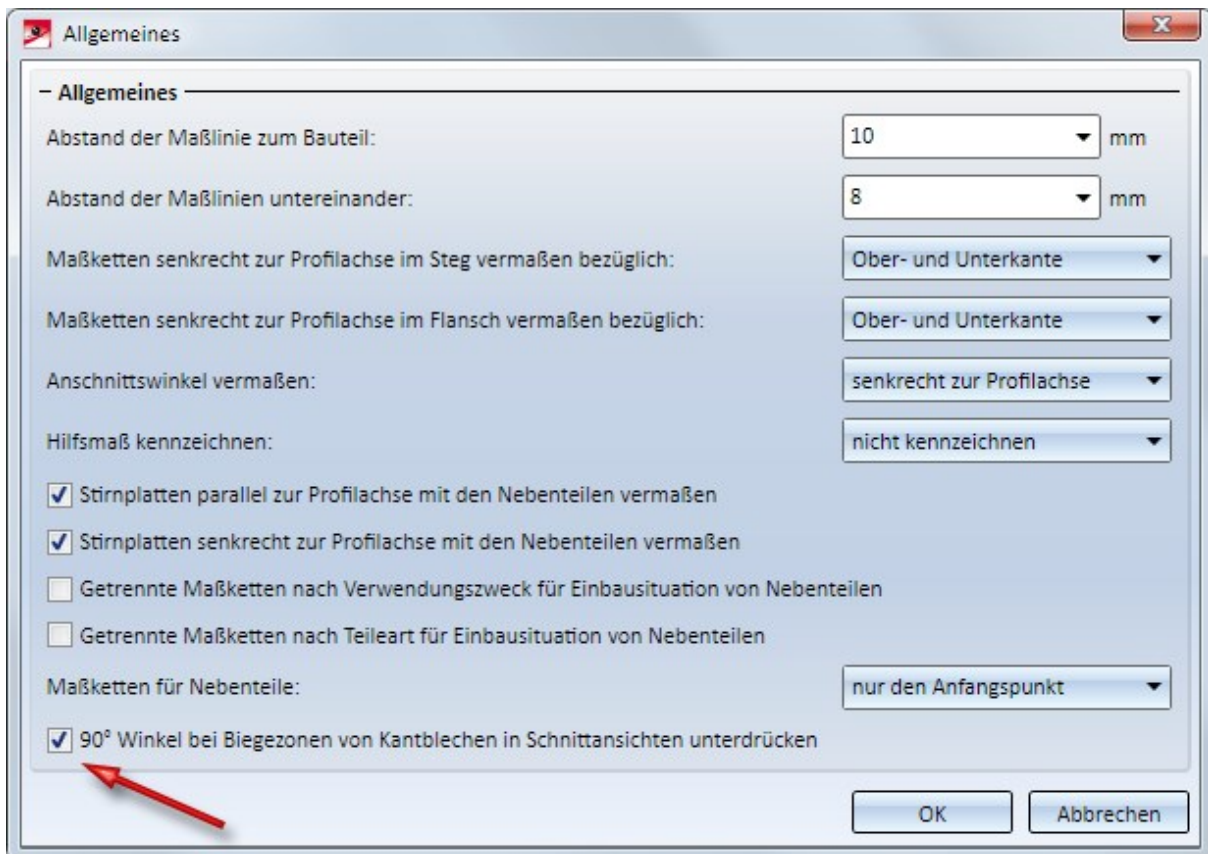 Allgemeines
Allgemeines
Abstand der Maßlinie zum Bauteil: 10 mm
Abstand der Maßlinien untereinander: 8 mm
Maßketten senkrecht zur Profilachse im Steg vermaßen bezüglich: Ober- und Unterkante
Maßketten senkrecht zur Profilachse im Flansch vermaßen bezüglich: Ober- und Unterkante
Anschnittswinkel vermaßen: senkrecht zur Profilachse
Hilfsmaß kennzeichnen: nicht kennzeichnen
Stirnplatten parallel zur Profilachse mit den Nebenteilen vermaßen
Stirnplatten senkrecht zur Profilachse mit den Nebenteilen vermaßen
Getrennte Maßketten nach Verwendungszweck für Einbausituation von Nebenteilen
Getrennte Maßketten nach Teileart für Einbausituation von Nebenteilen
Maßketten für Nebenteile: nur den Anfangspunkt
90° Winkel bei Biegezonen von Kantblechen in Schnittansichten unterdrücken
OK Abbrechen